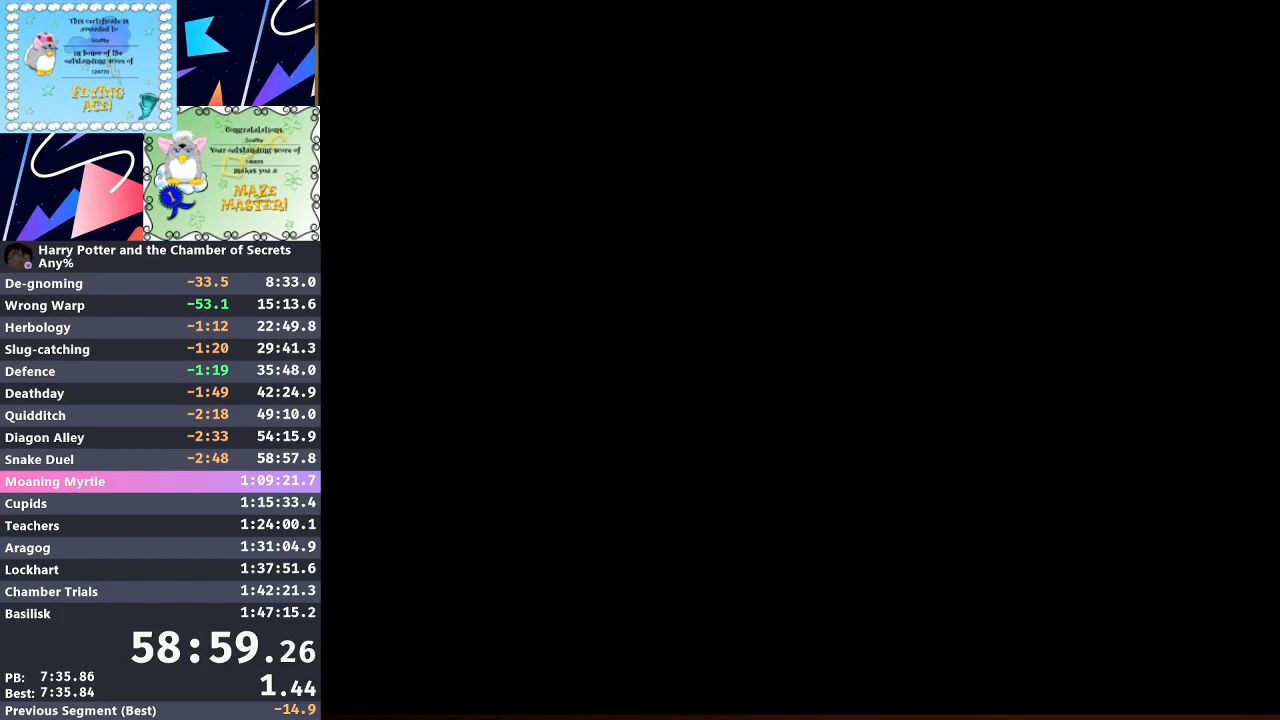 This certificate is
awarded to
Scuffby
in honor of the
outstanding score of
124770
FLYING
ACE!
Congratulations,
Scuffby
Your outstanding score of
makes you a
MAZE
MASTER!
Harry Potter and the Chamber of Secrets
Any%
De-gnoming -33.5 8:33.0
Wrong Warp -53.1 15:13.6
Herbology -1:12 22:49.8
Slug-catching -1:20 29:41.3
Defence -1:19 35:48.0
Deathday -1:49 42:24.9
Quidditch -2:18 49:10.0
Diagon Alley -2:33 54:15.9
Snake Duel -2:48 58:57.8
Moaning Myrtle 1:09:21.7
Cupids 1:15:33.4
Teachers 1:24:00.1
Aragog 1:31:04.9
Lockhart 1:37:51.6
Chamber Trials 1:42:21.3
Basilisk 1:47:15.2
58:59.26
PB: 7:35.86
Best: 7:35.84 1.44
Previous Segment (Best) -14.9